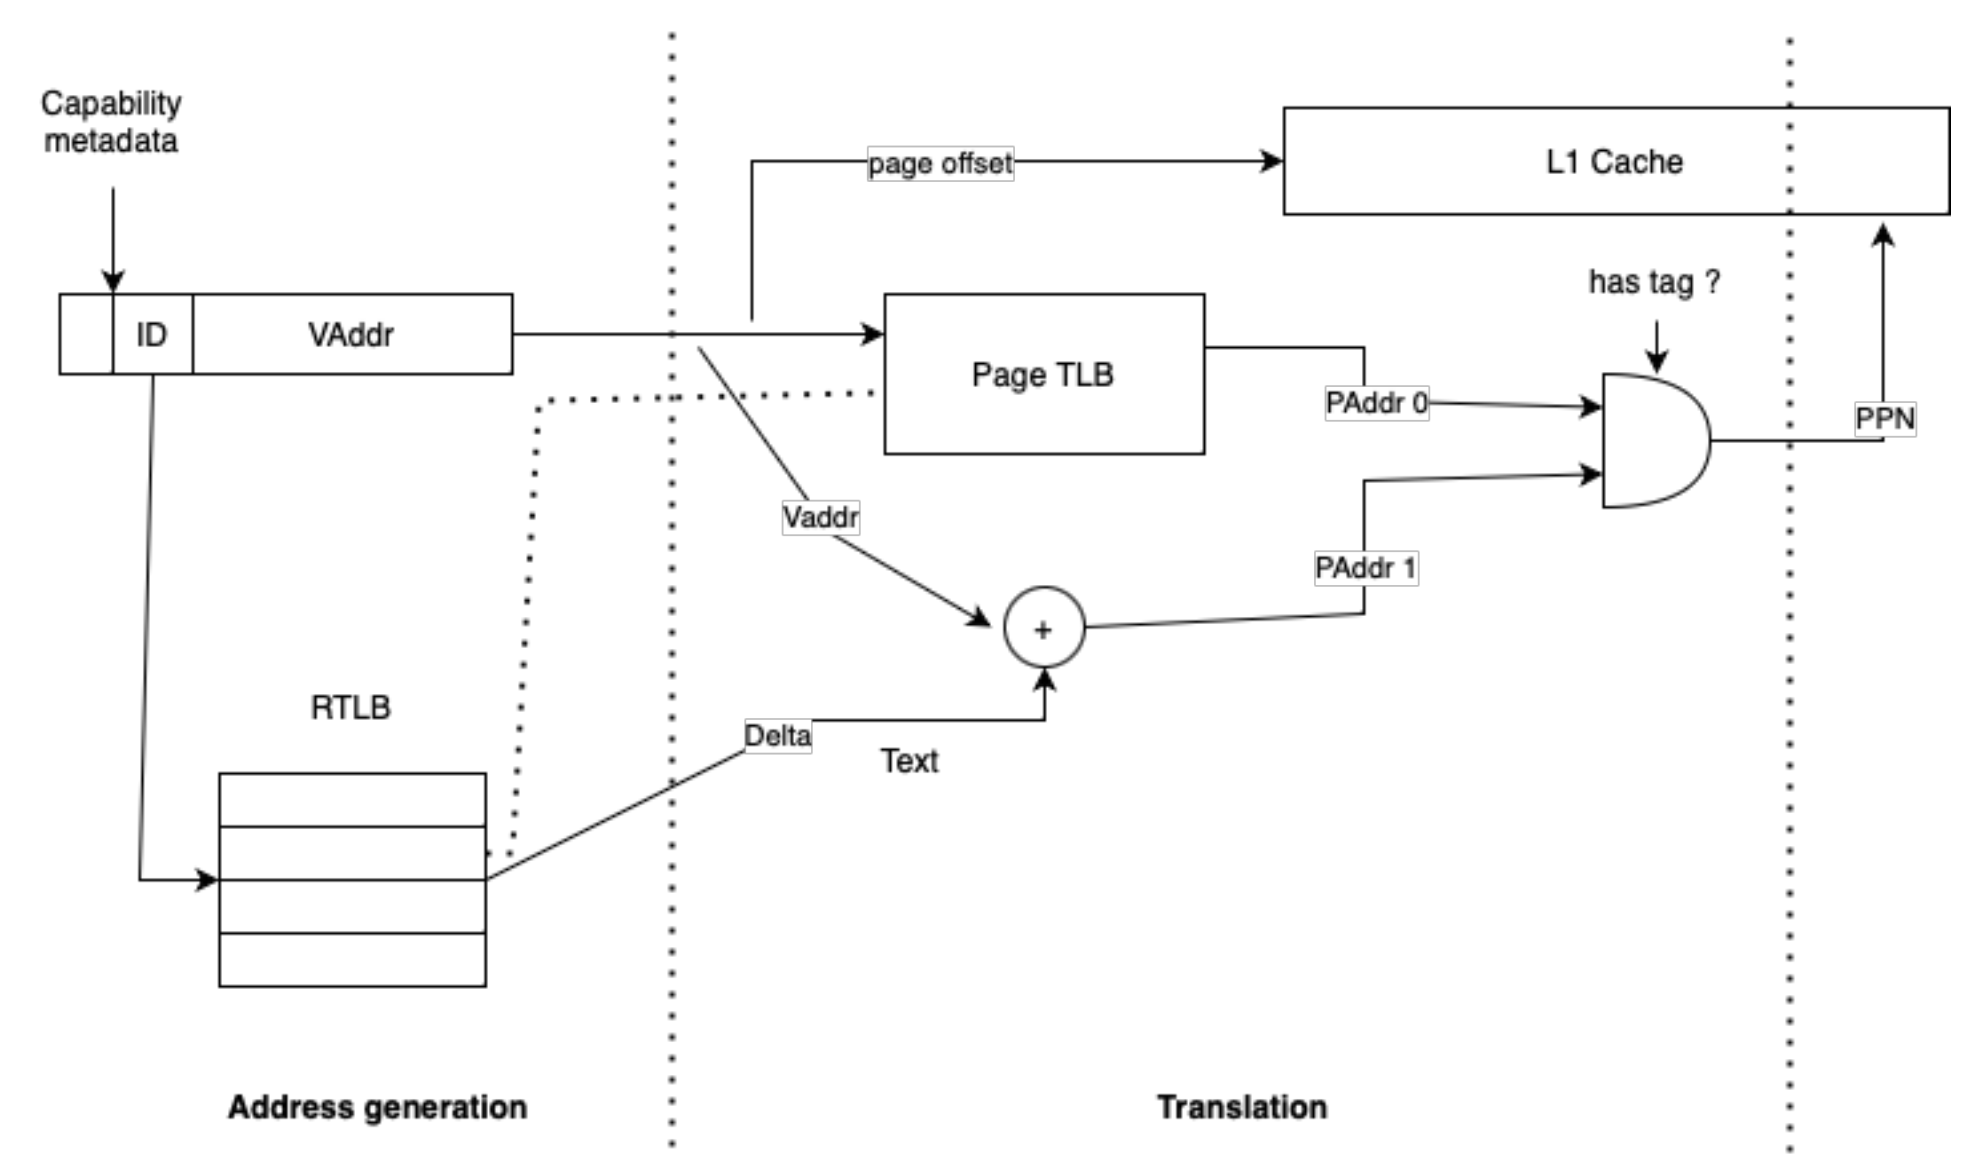 Capability
metadata
page offset
L1 Cache
has tag ?
ID
VAddr
Page TLB
PAddr 0
PPN
Vaddr
PAddr 1
+
RTLB
Delta
Text
Address generation
Translation